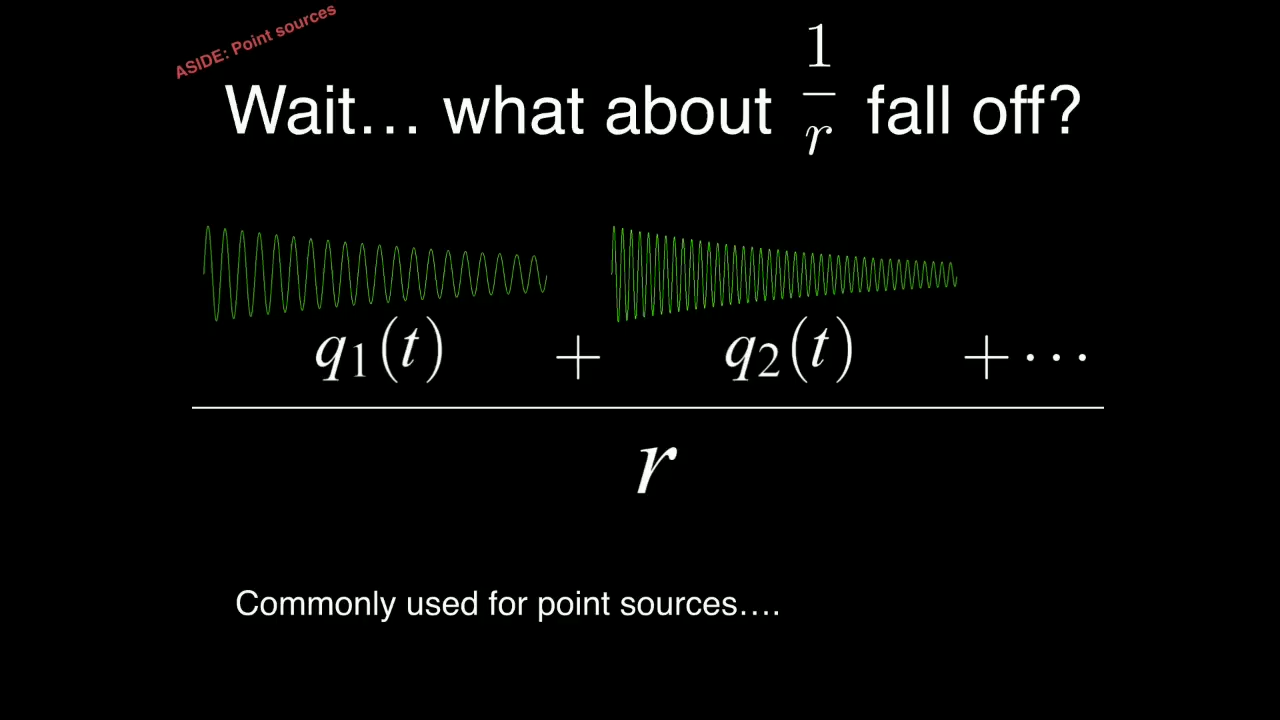 ASIDE: Point sources
Wait… what about 1/r fall off?
q₁(t) + q₂(t) + ···
r
Commonly used for point sources….